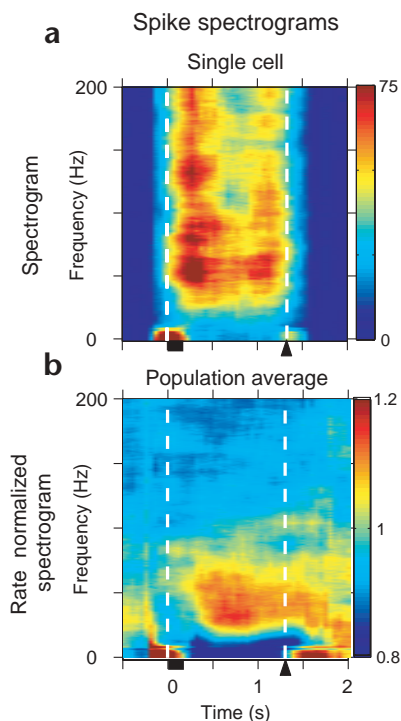 Spike spectrograms
a
Single cell
200
75
Spectrogram
Frequency (Hz)
0
0
b
Population average
200
1.2
Rate normalized
spectrogram
Frequency (Hz)
1
0
0.8
0
1
2
Time (s)